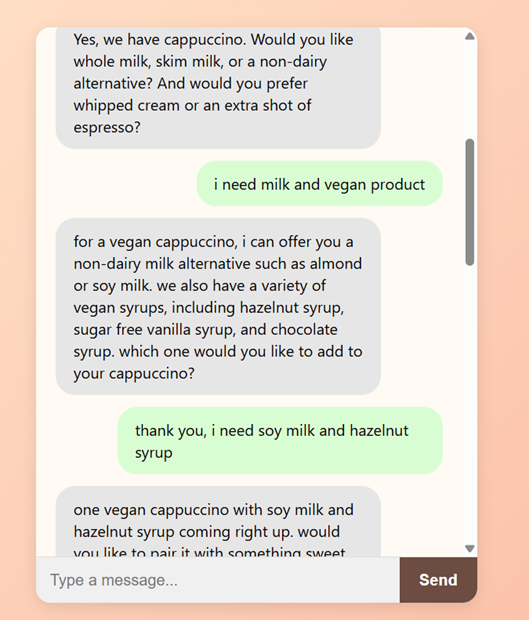 Yes, we have cappuccino. Would you like
whole milk, skim milk, or a non-dairy
alternative? And would you prefer
whipped cream or an extra shot of
espresso?
i need milk and vegan product
for a vegan cappuccino, i can offer you a
non-dairy milk alternative such as almond
or soy milk. we also have a variety of
vegan syrups, including hazelnut syrup,
sugar free vanilla syrup, and chocolate
syrup. which one would you like to add to
your cappuccino?
thank you, i need soy milk and hazelnut
syrup
one vegan cappuccino with soy milk and
hazelnut syrup coming right up. would
you like to pair it with something sweet
Type a message...
Send